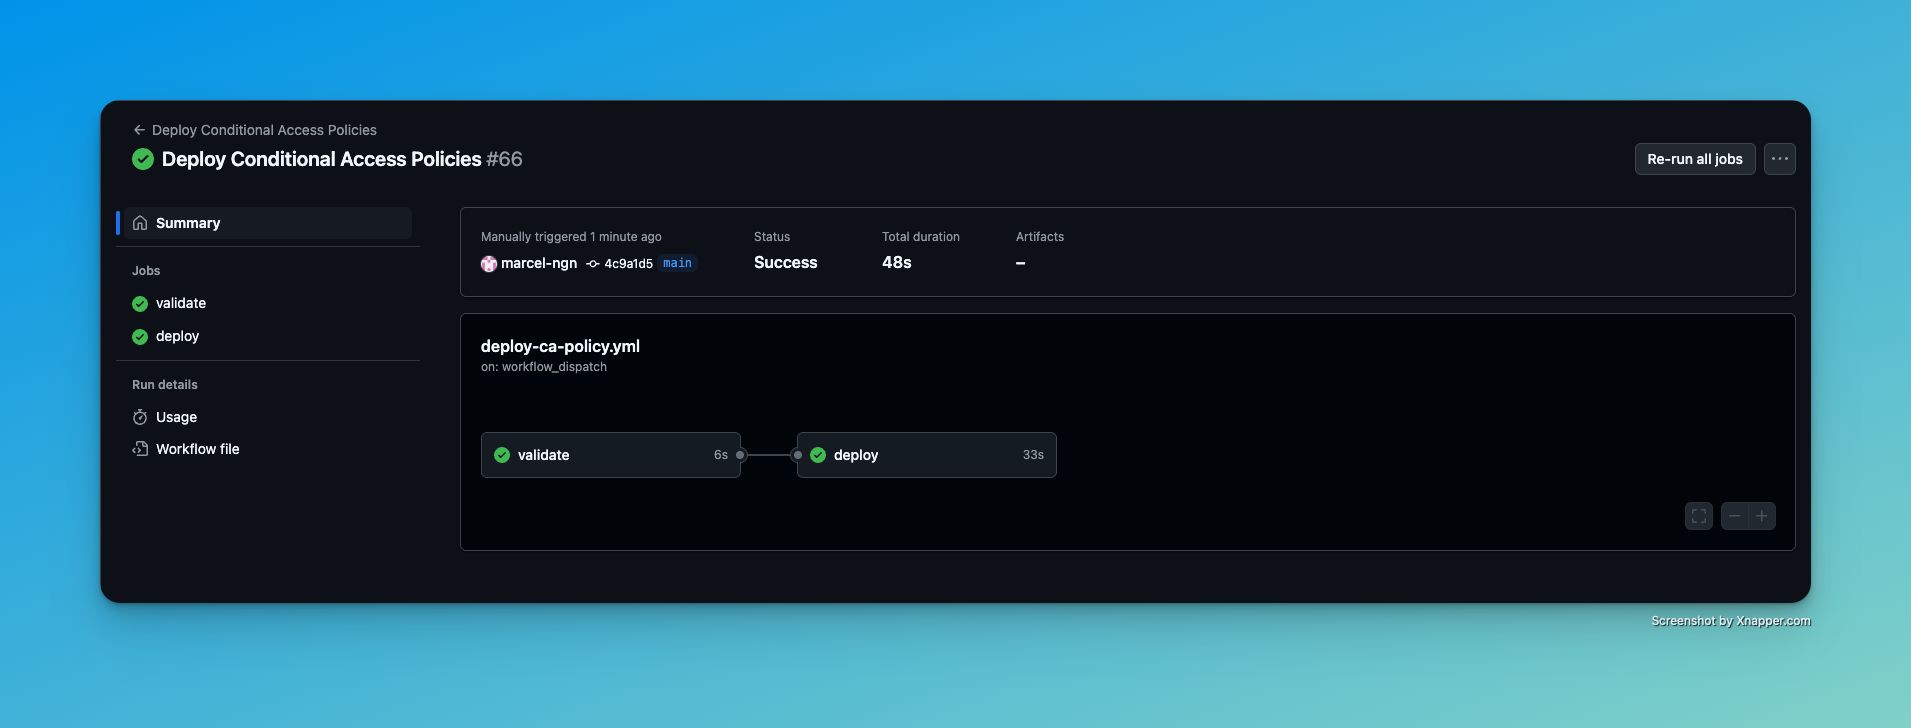 Deploy Conditional Access Policies
Deploy Conditional Access Policies #66
Re-run all jobs
Summary
Jobs
validate
deploy
Run details
Usage
Workflow file
Manually triggered 1 minute ago
marcel-ngn 4c9a1d5 main
Status
Success
Total duration
48s
Artifacts
–
deploy-ca-policy.yml
on: workflow_dispatch
validate 6s
deploy 33s
Screenshot by Xnapper.com